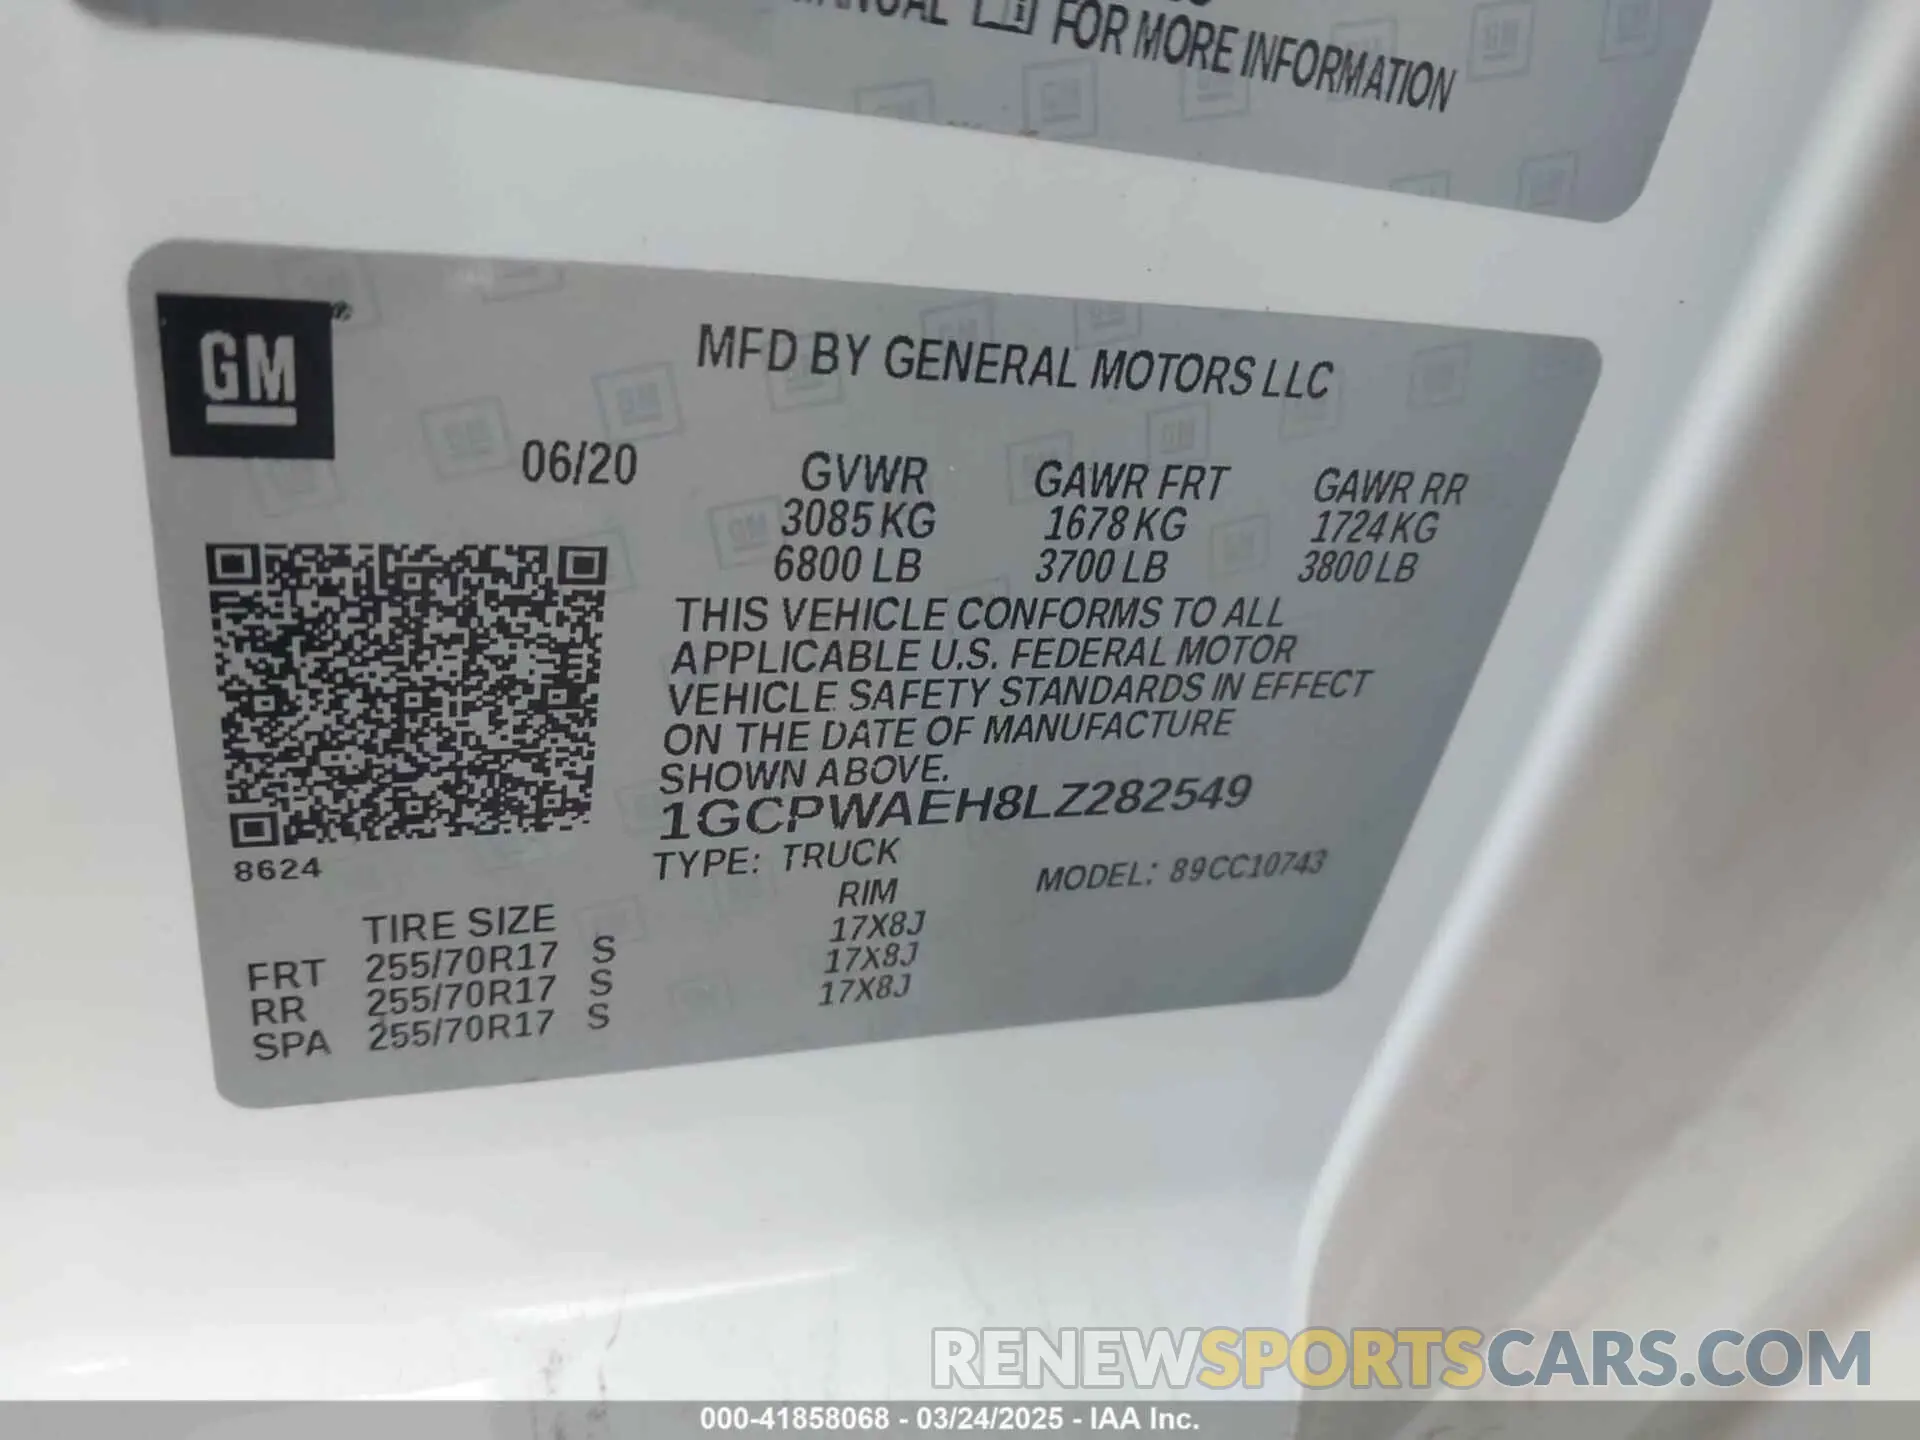 MANUAL FOR MORE INFORMATION
GM
MFD BY GENERAL MOTORS LLC
06/20 GVWR GAWR FRT GAWR RR
3085 KG 1678 KG 1724 KG
6800 LB 3700 LB 3800 LB
THIS VEHICLE CONFORMS TO ALL
APPLICABLE U.S. FEDERAL MOTOR
VEHICLE SAFETY STANDARDS IN EFFECT
ON THE DATE OF MANUFACTURE
SHOWN ABOVE.
1GCPWAEH8LZ282549
8624
TYPE: TRUCK MODEL: 89CC10743
TIRE SIZE RIM
FRT 255/70R17 S 17X8J
RR 255/70R17 S 17X8J
SPA 255/70R17 S 17X8J
RENEWSPORTSCARS.COM
000-41858068 - 03/24/2025 - IAA Inc.